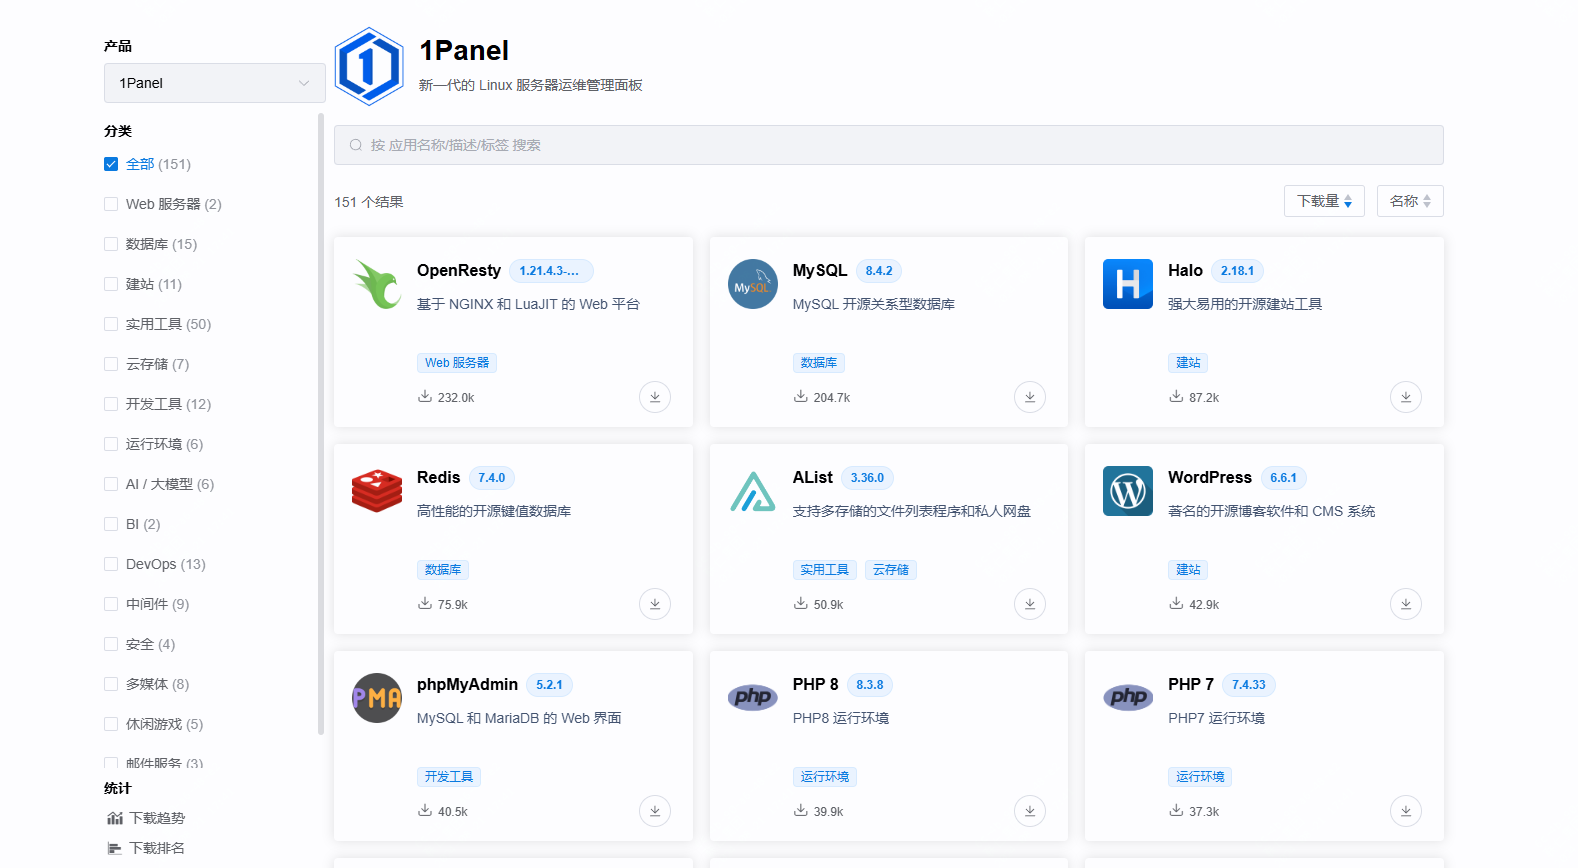 产品
1Panel
分类
全部 (151)
Web 服务器 (2)
数据库 (15)
建站 (11)
实用工具 (50)
云存储 (7)
开发工具 (12)
运行环境 (6)
AI / 大模型 (6)
BI (2)
DevOps (13)
中间件 (9)
安全 (4)
多媒体 (8)
休闲游戏 (5)
邮件服务 (3)
统计
下载趋势
下载排名
1Panel
新一代的 Linux 服务器运维管理面板
按 应用名称/描述/标签 搜索
151 个结果
下载量
名称
OpenResty 1.21.4.3-...
基于 NGINX 和 LuaJIT 的 Web 平台
Web 服务器
232.0k
MySQL
MySQL 8.4.2
MySQL 开源关系型数据库
数据库
204.7k
H
Halo 2.18.1
强大易用的开源建站工具
建站
87.2k
Redis 7.4.0
高性能的开源键值数据库
数据库
75.9k
AList 3.36.0
支持多存储的文件列表程序和私人网盘
实用工具 云存储
50.9k
W
WordPress 6.6.1
著名的开源博客软件和 CMS 系统
建站
42.9k
PMA
phpMyAdmin 5.2.1
MySQL 和 MariaDB 的 Web 界面
开发工具
40.5k
php
PHP 8 8.3.8
PHP8 运行环境
运行环境
39.9k
php
PHP 7 7.4.33
PHP7 运行环境
运行环境
37.3k